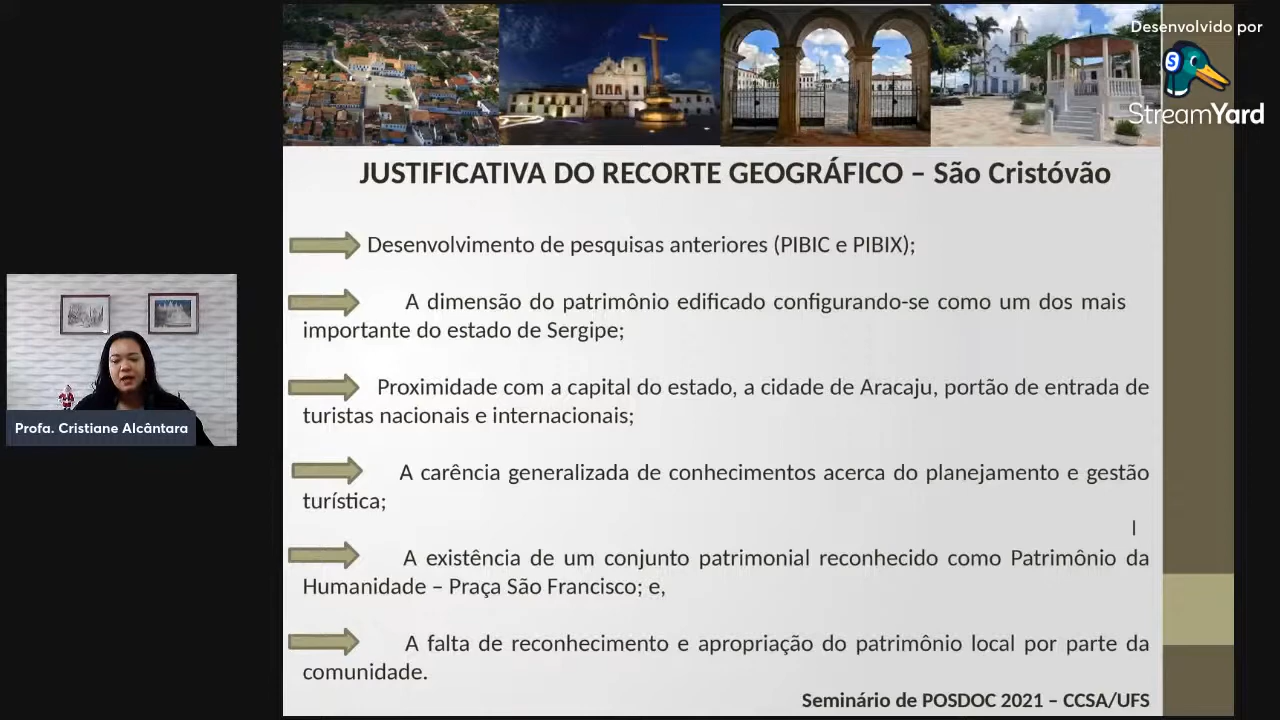 Desenvolvido por
StreamYard
JUSTIFICATIVA DO RECORTE GEOGRÁFICO – São Cristóvão
Desenvolvimento de pesquisas anteriores (PIBIC e PIBIX);
A dimensão do patrimônio edificado configurando-se como um dos mais
importante do estado de Sergipe;
Proximidade com a capital do estado, a cidade de Aracaju, portão de entrada de
turistas nacionais e internacionais;
A carência generalizada de conhecimentos acerca do planejamento e gestão
turística;
A existência de um conjunto patrimonial reconhecido como Patrimônio da
Humanidade – Praça São Francisco; e,
A falta de reconhecimento e apropriação do patrimônio local por parte da
comunidade.
Seminário de POSDOC 2021 – CCSA/UFS
Profa. Cristiane Alcântara